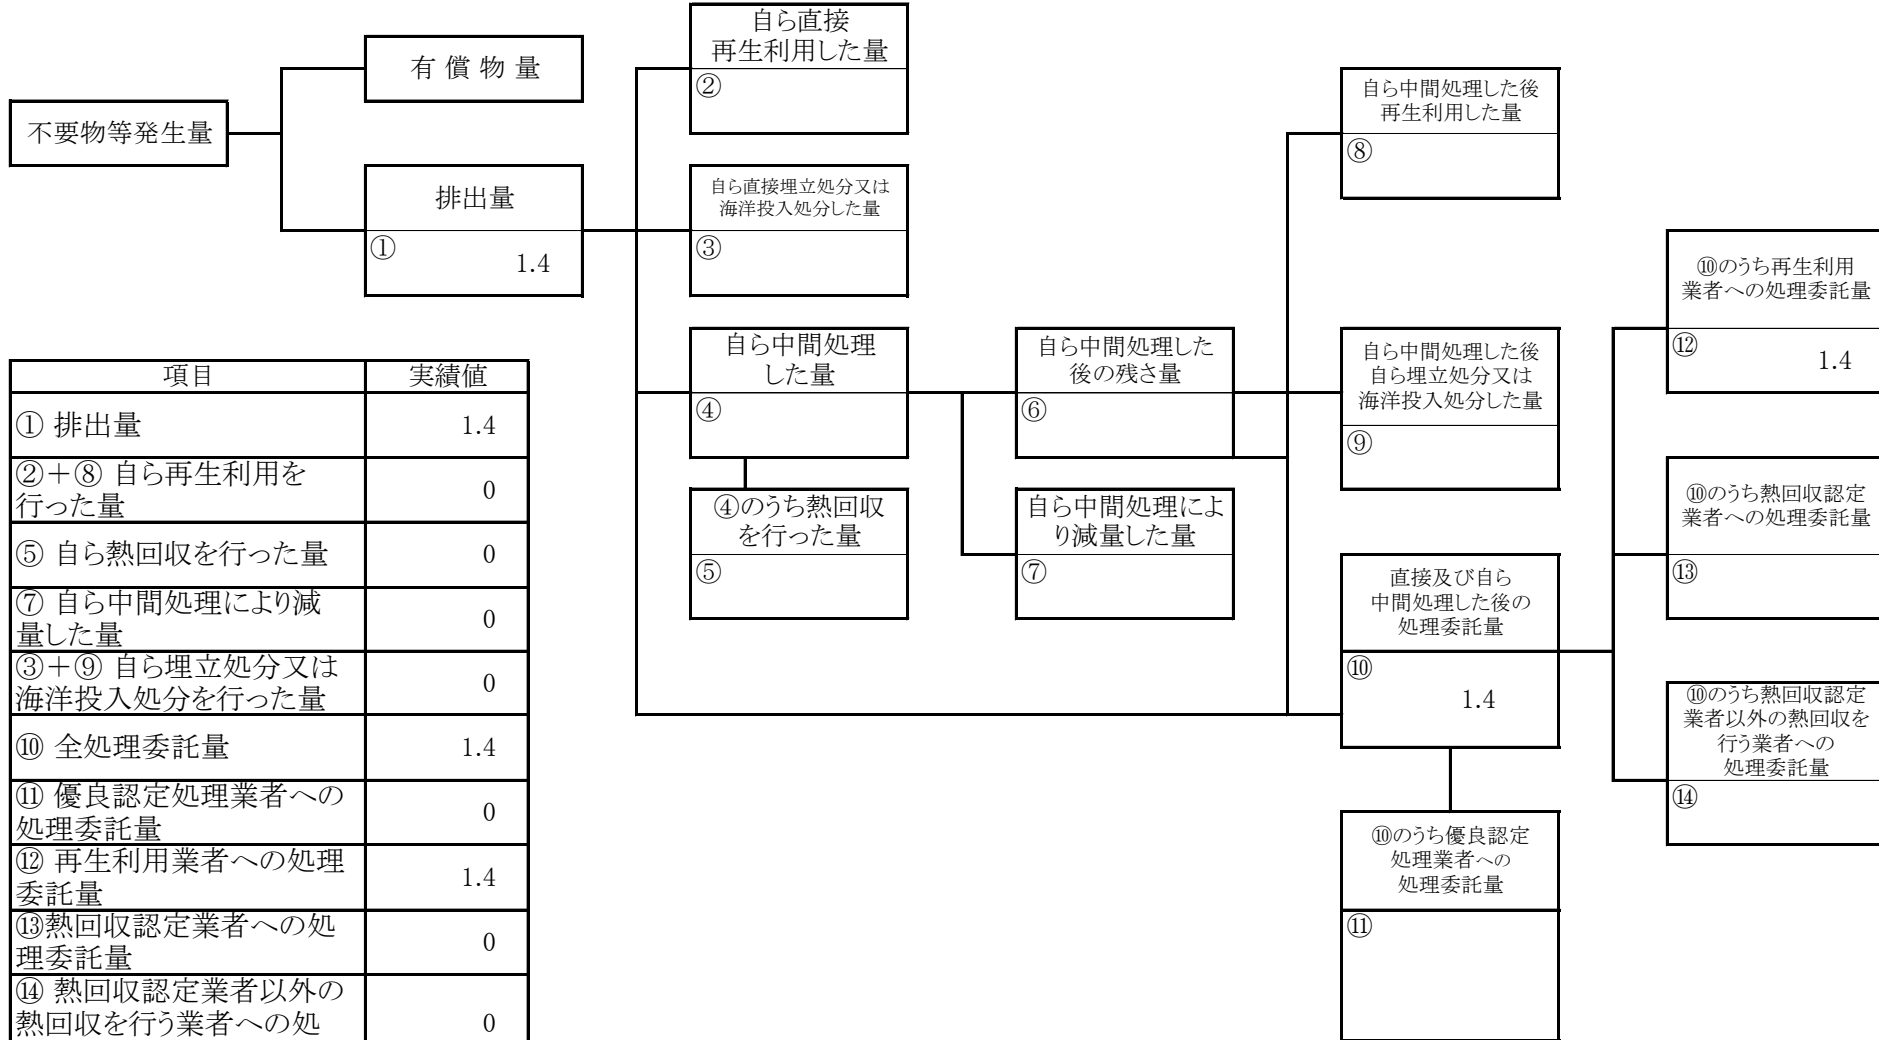 不要物等発生量
有 償 物 量
排出量
①
1.4
自ら直接
再生利用した量
②
自ら直接埋立処分又は
海洋投入処分した量
③
自ら中間処理
した量
④
④のうち熱回収
を行った量
⑤
自ら中間処理した
後の残さ量
⑥
自ら中間処理によ
り減量した量
⑦
自ら中間処理した後
再生利用した量
⑧
自ら中間処理した後
自ら埋立処分又は
海洋投入処分した量
⑨
直接及び自ら
中間処理した後の
処理委託量
⑩
1.4
⑩のうち優良認定
処理業者への
処理委託量
⑪
⑩のうち再生利用
業者への処理委託量
⑫
1.4
⑩のうち熱回収認定
業者への処理委託量
⑬
⑩のうち熱回収認定
業者以外の熱回収を
行う業者への
処理委託量
⑭
項目 実績値
① 排出量 1.4
②＋⑧ 自ら再生利用を
行った量 0
⑤ 自ら熱回収を行った量 0
⑦ 自ら中間処理により減
量した量 0
③＋⑨ 自ら埋立処分又は
海洋投入処分を行った量 0
⑩ 全処理委託量 1.4
⑪ 優良認定処理業者への
処理委託量 0
⑫ 再生利用業者への処理
委託量 1.4
⑬熱回収認定業者への処
理委託量 0
⑭ 熱回収認定業者以外の
熱回収を行う業者への処 0